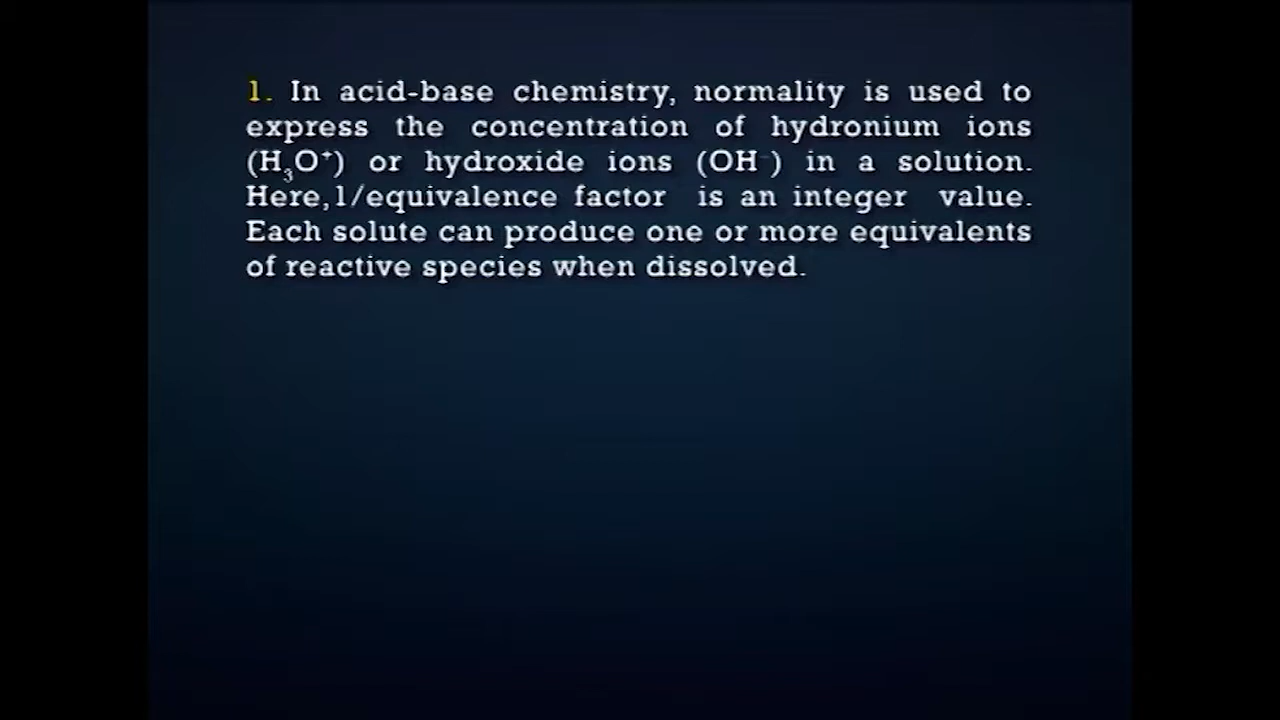 1. In acid-base chemistry, normality is used to
express the concentration of hydronium ions
(H₃O⁺) or hydroxide ions (OH⁻) in a solution.
Here,1/equivalence factor is an integer value.
Each solute can produce one or more equivalents
of reactive species when dissolved.